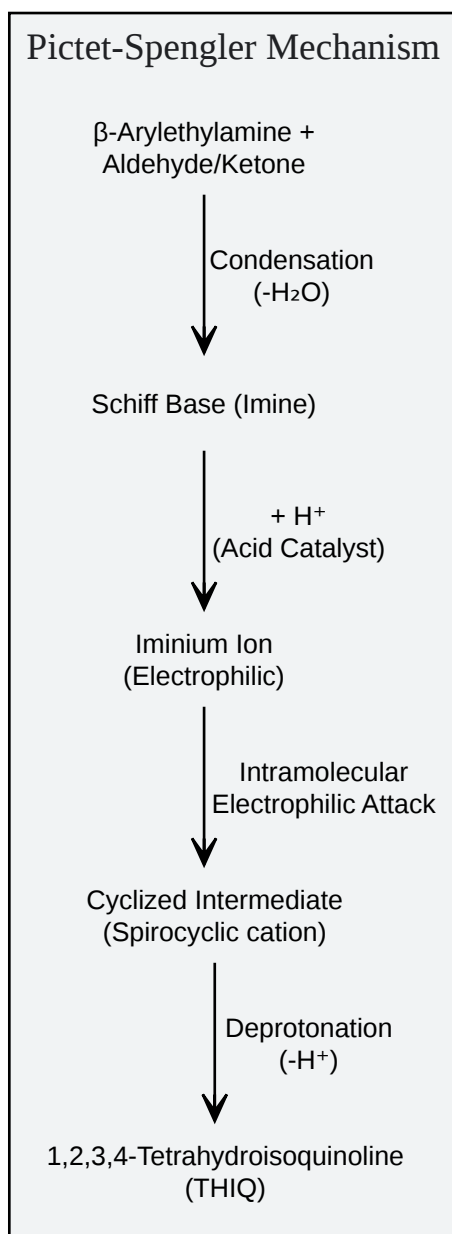 Pictet-Spengler Mechanism
β-Arylethylamine +
Aldehyde/Ketone
Condensation
(-H₂O)
Schiff Base (Imine)
+ H⁺
(Acid Catalyst)
Iminium Ion
(Electrophilic)
Intramolecular
Electrophilic Attack
Cyclized Intermediate
(Spirocyclic cation)
Deprotonation
(-H⁺)
1,2,3,4-Tetrahydroisoquinoline
(THIQ)